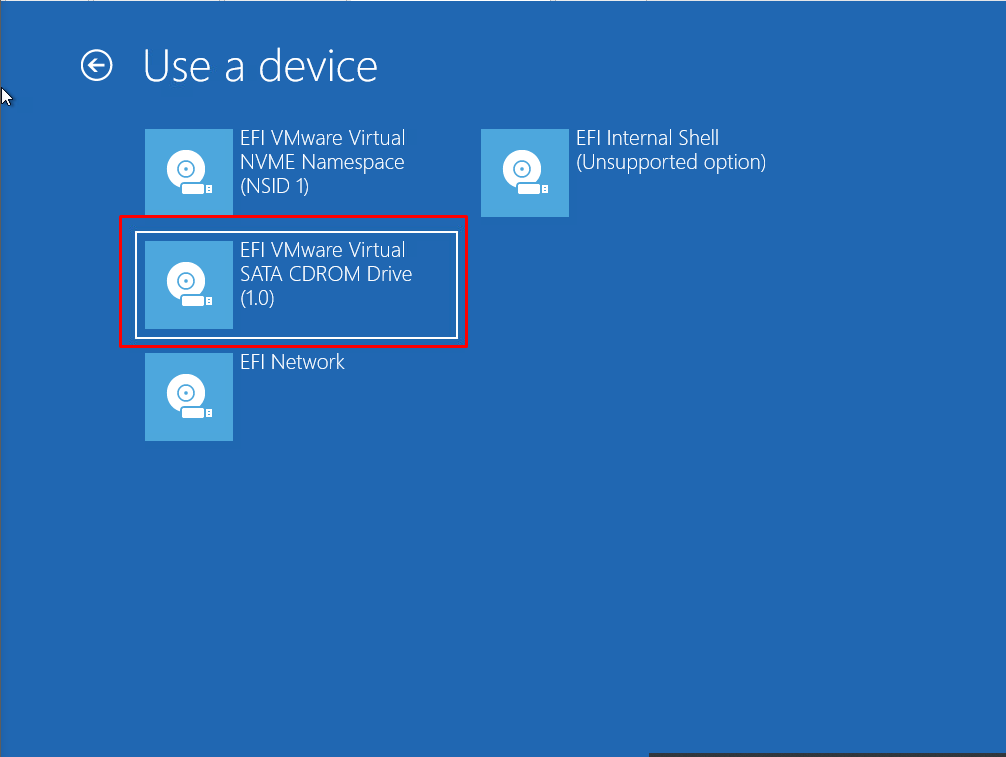 Use a device
EFI VMware Virtual
NVME Namespace
(NSID 1)
EFI Internal Shell
(Unsupported option)
EFI VMware Virtual
SATA CDROM Drive
(1.0)
EFI Network